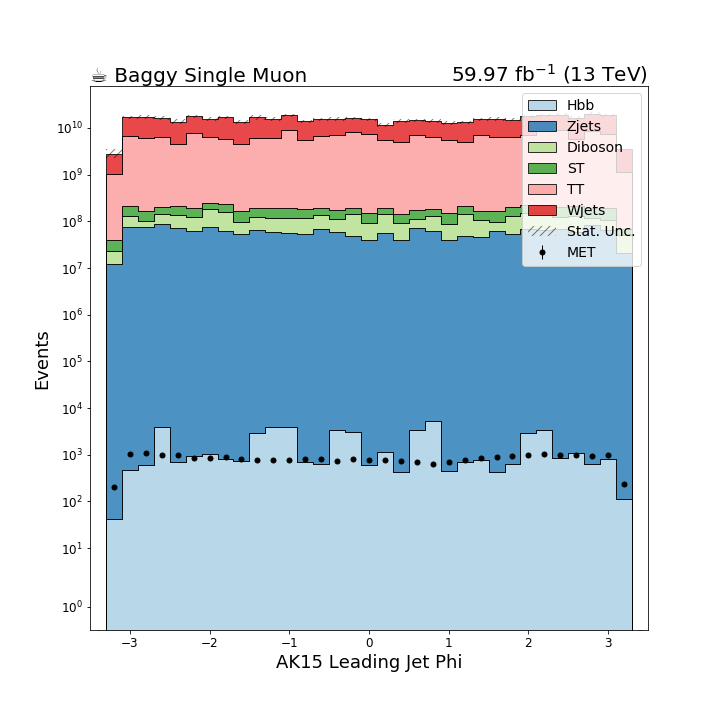 ☕ Baggy Single Muon
59.97 fb⁻¹ (13 TeV)
Hbb
Zjets
Diboson
ST
TT
Wjets
Stat. Unc.
MET
Events
10¹⁰
10⁹
10⁸
10⁷
10⁶
10⁵
10⁴
10³
10²
10¹
10⁰
−3 −2 −1 0 1 2 3
AK15 Leading Jet Phi